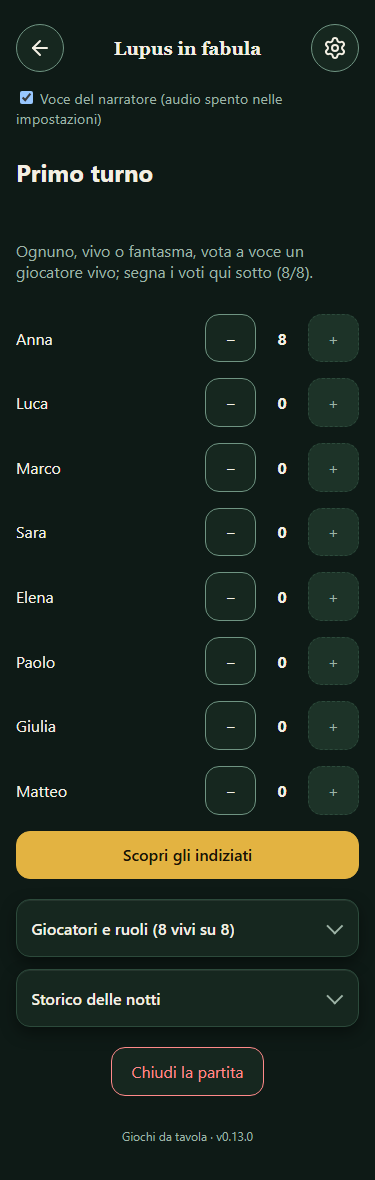 Lupus in fabula
Voce del narratore (audio spento nelle
impostazioni)
Primo turno
Ognuno, vivo o fantasma, vota a voce un
giocatore vivo; segna i voti qui sotto (8/8).
Anna − 8 +
Luca − 0 +
Marco − 0 +
Sara − 0 +
Elena − 0 +
Paolo − 0 +
Giulia − 0 +
Matteo − 0 +
Scopri gli indiziati
Giocatori e ruoli (8 vivi su 8)
Storico delle notti
Chiudi la partita
Giochi da tavola · v0.13.0